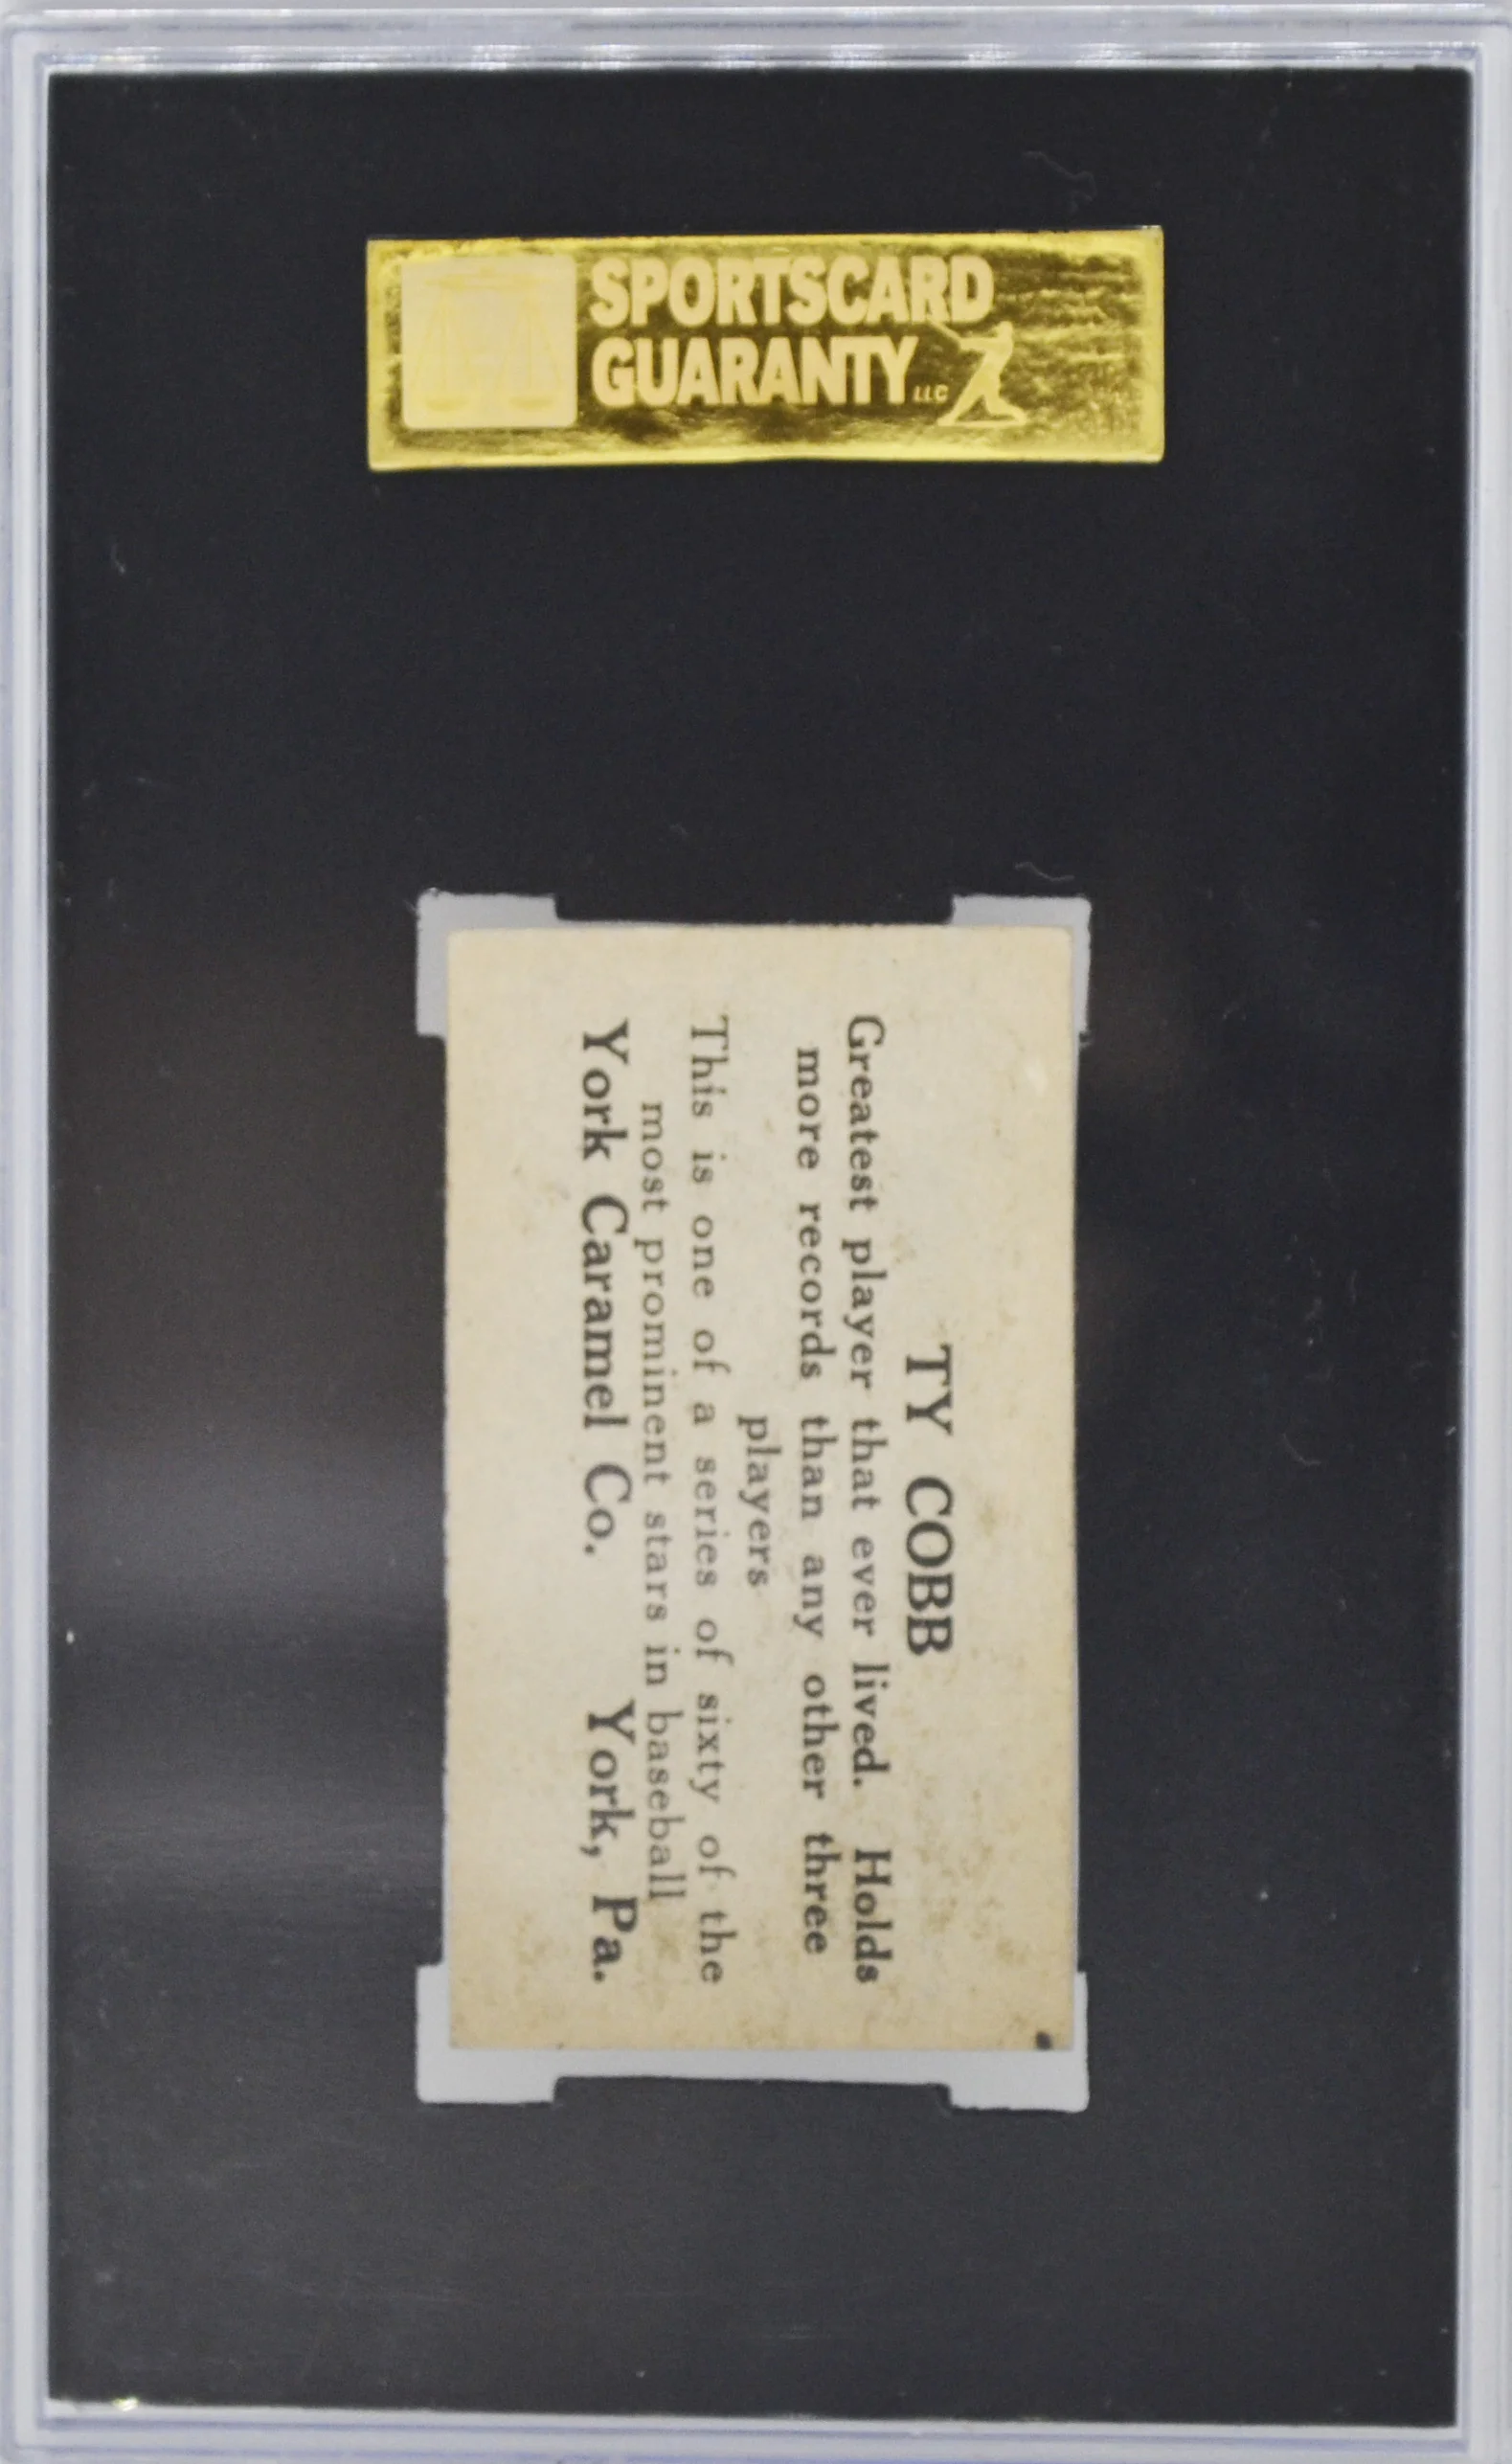 SPORTSCARD
GUARANTY LLC
TY COBB
Greatest player that ever lived. Holds
more records than any other three
players
This is one of a series of sixty of the
most prominent stars in baseball
York Caramel Co. York, Pa.